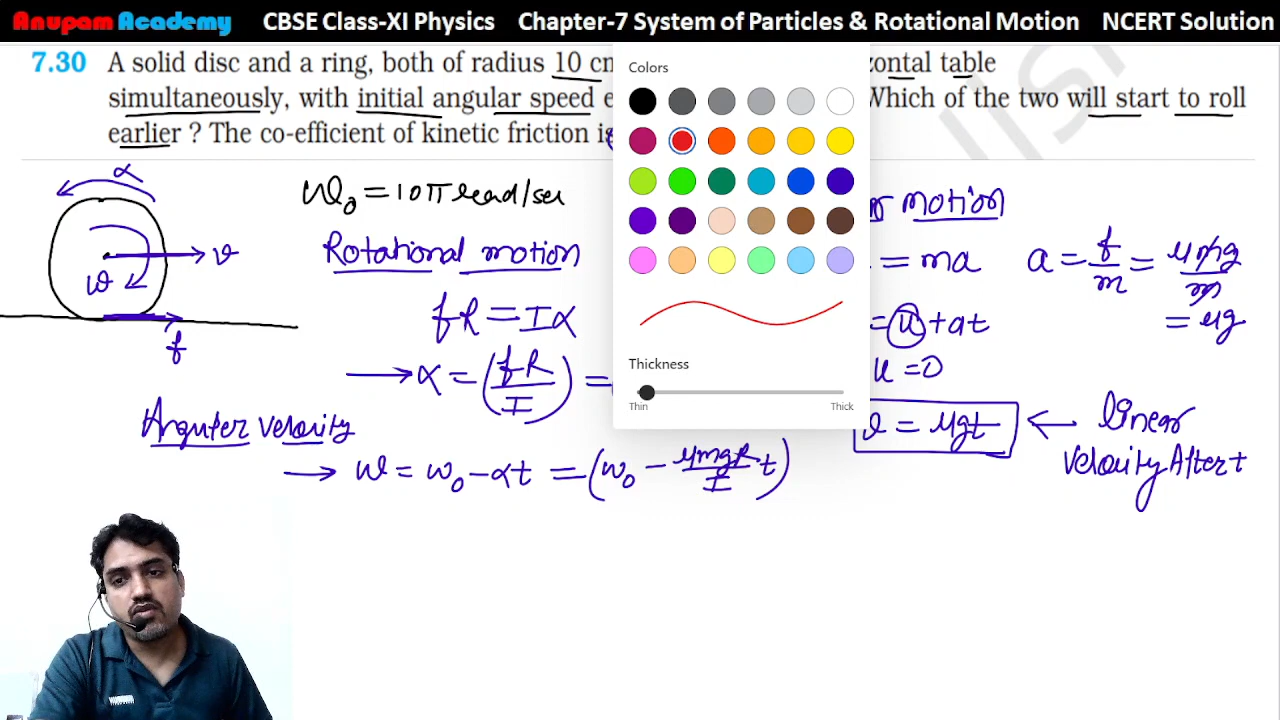 Anupam Academy CBSE Class-XI Physics Chapter-7 System of Particles & Rotational Motion NCERT Solution
7.30 A solid disc and a ring, both of radius 10 cm
table
simultaneously, with initial angular speed e Which of the two will start to roll
earlier ? The co-efficient of kinetic friction is
Colors
Thickness
Thin Thick
α
v
ω
f
ω₀ = 10π rad/sec
Rotational motion
fR = Iα
→ α = (fR/I) =
Angular velocity
→ ω = ω₀ - αt = (ω₀ - μmgR/I t)
motion
= ma a = f/m = μmg/m
= u + at = μg
u = 0
v = μgt ← linear
velocity After t